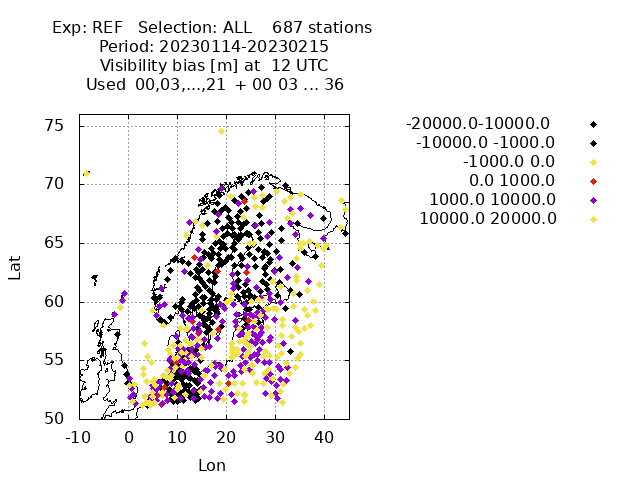 Exp: REF Selection: ALL 687 stations
Period: 20230114-20230215
Visibility bias [m] at 12 UTC
Used 00,03,...,21 + 00 03 ... 36
-20000.0-10000.0
-10000.0 -1000.0
-1000.0 0.0
0.0 1000.0
1000.0 10000.0
10000.0 20000.0
75
70
65
60
55
50
Lat
-10 0 10 20 30 40
Lon